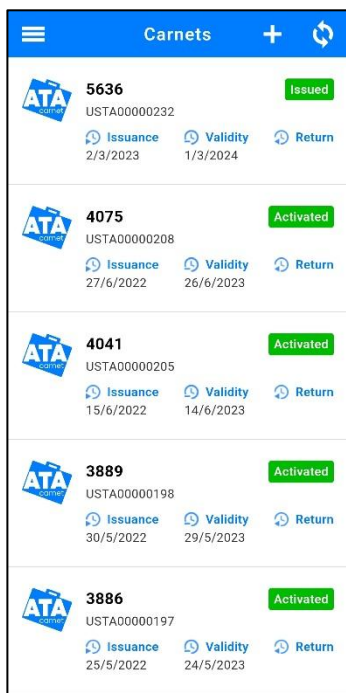 Carnets
ATA carnet
5636
Issued
USTA00000232
Issuance Validity Return
2/3/2023 1/3/2024
ATA carnet
4075
Activated
USTA00000208
Issuance Validity Return
27/6/2022 26/6/2023
ATA carnet
4041
Activated
USTA00000205
Issuance Validity Return
15/6/2022 14/6/2023
ATA carnet
3889
Activated
USTA00000198
Issuance Validity Return
30/5/2022 29/5/2023
ATA carnet
3886
Activated
USTA00000197
Issuance Validity Return
25/5/2022 24/5/2023